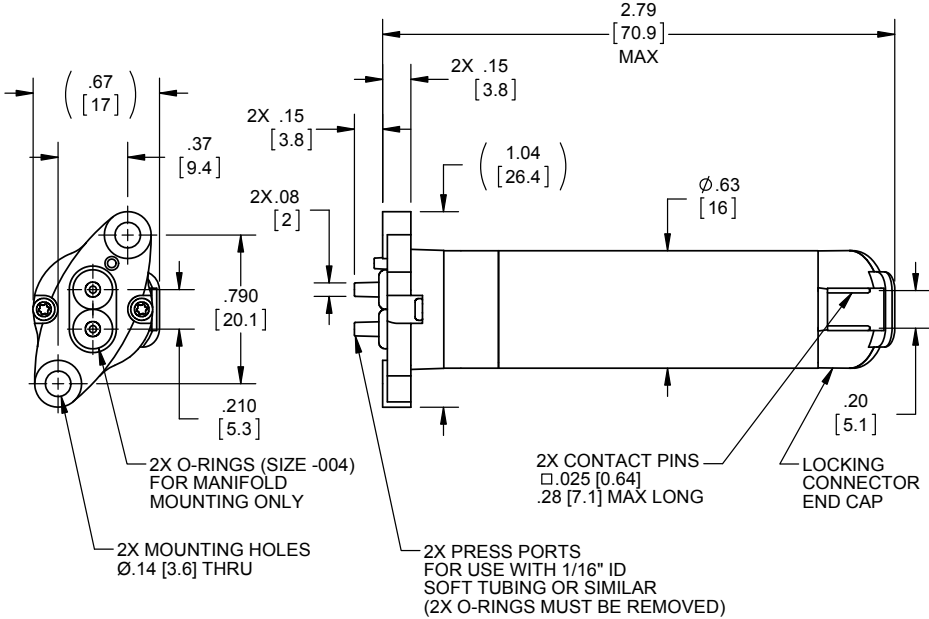 2.79
[70.9]
MAX
2X .15
[3.8]
(.67
[17])
2X .15
[3.8]
.37
[9.4]
(1.04
[26.4])
Ø.63
[16]
2X.08
[2]
.790
[20.1]
.210
[5.3]
.20
[5.1]
2X O-RINGS (SIZE -004)
FOR MANIFOLD
MOUNTING ONLY
2X CONTACT PINS
□.025 [0.64]
.28 [7.1] MAX LONG
LOCKING
CONNECTOR
END CAP
2X MOUNTING HOLES
Ø.14 [3.6] THRU
2X PRESS PORTS
FOR USE WITH 1/16" ID
SOFT TUBING OR SIMILAR
(2X O-RINGS MUST BE REMOVED)